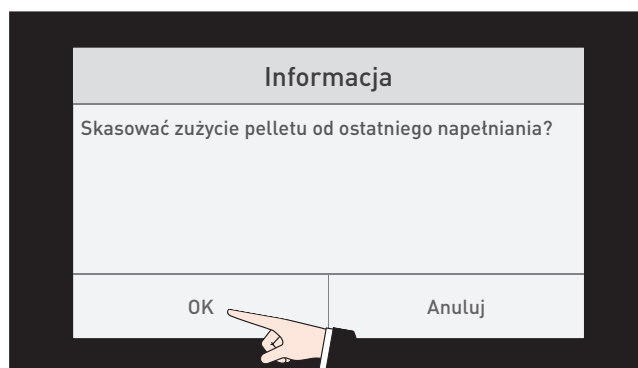 Informacja
Skasować zużycie pelletu od ostatniego napełniania?
OK
Anuluj